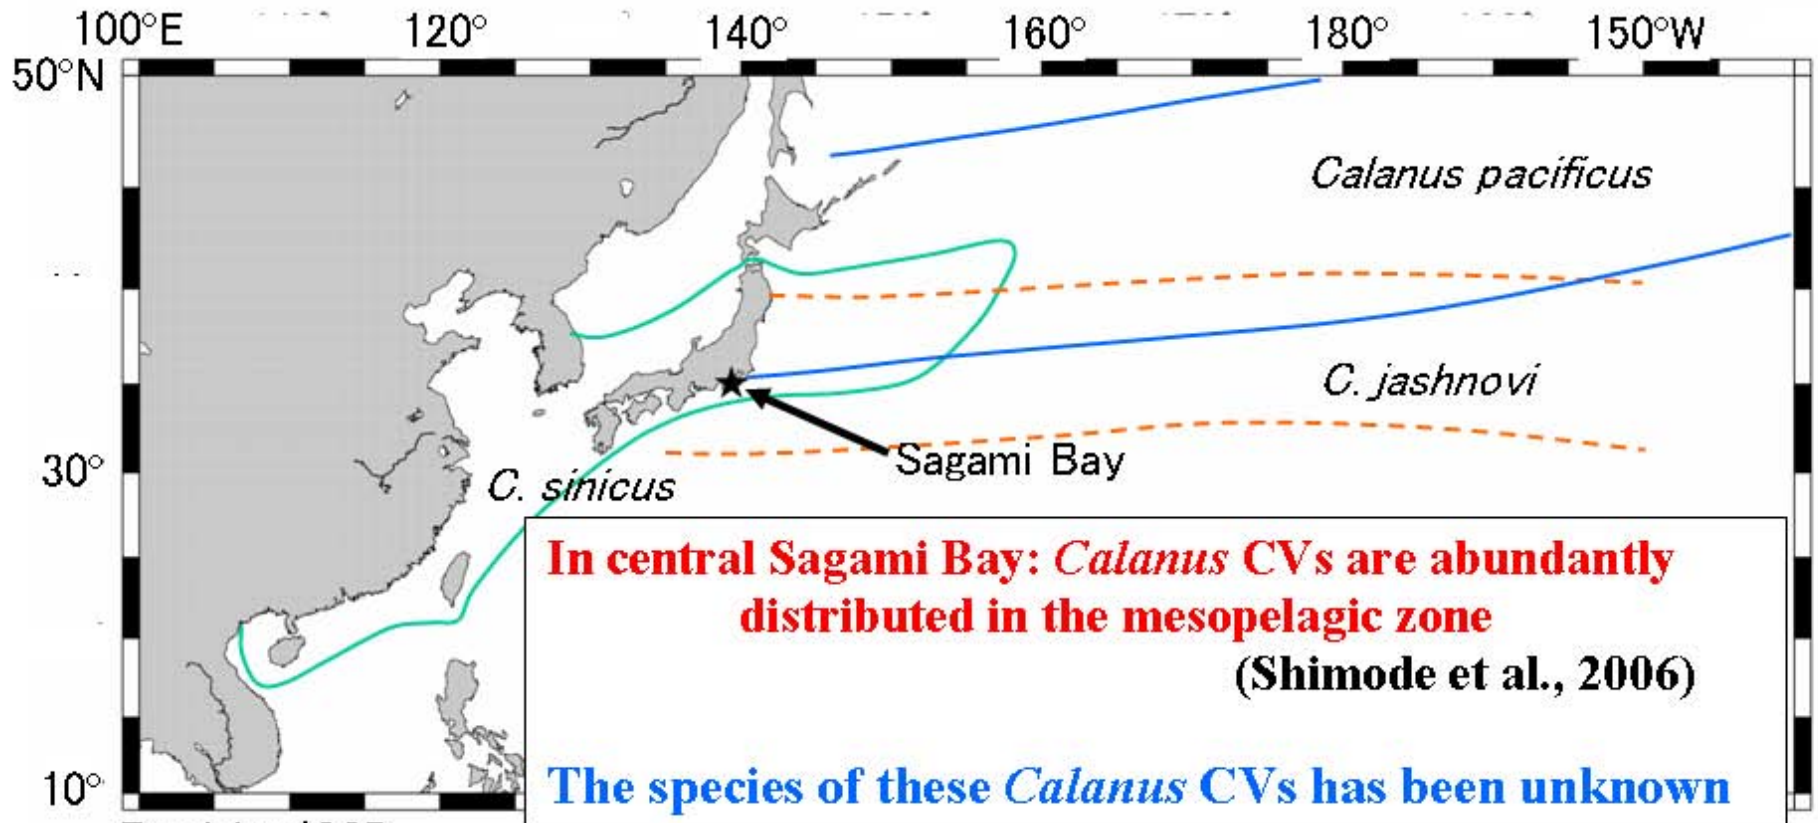 100°E 120° 140° 160° 180° 150°W
50°N
Calanus pacificus
C. jashnovi
Sagami Bay
30°
C. sinicus
In central Sagami Bay: Calanus CVs are abundantly
distributed in the mesopelagic zone
(Shimode et al., 2006)
The species of these Calanus CVs has been unknown
10°